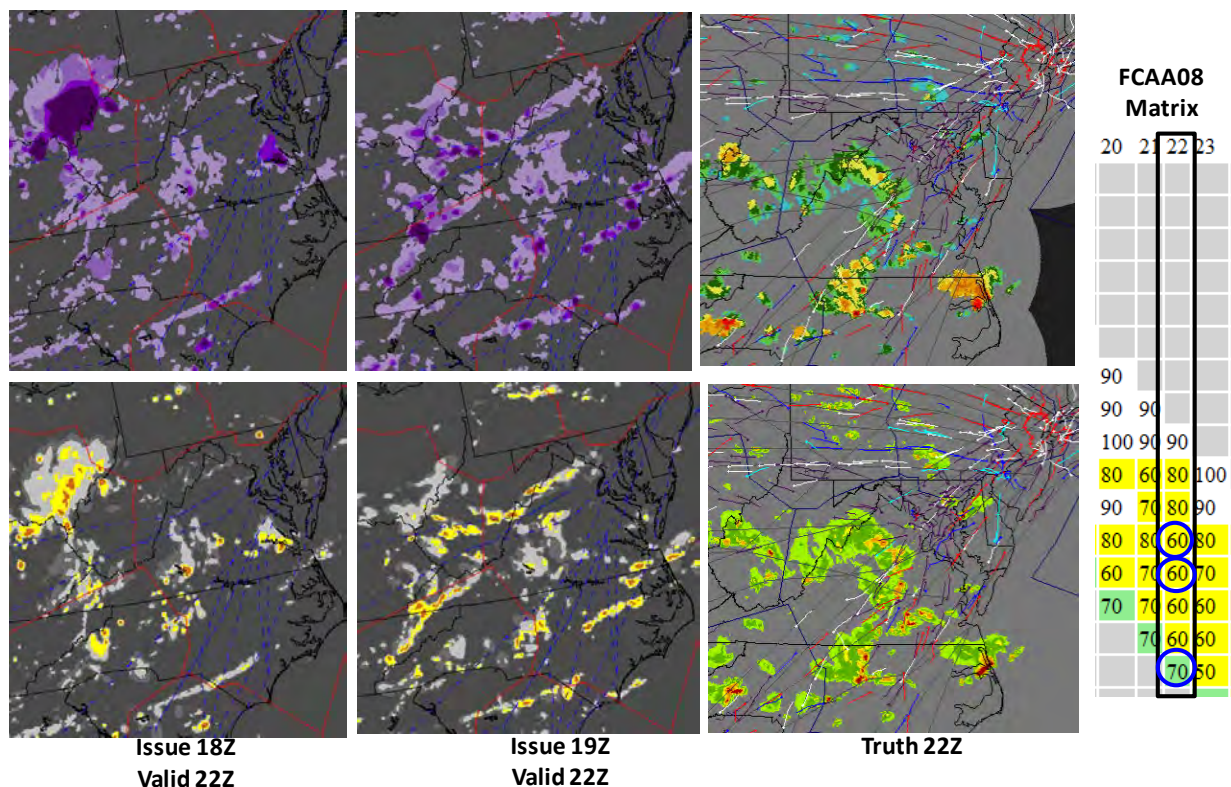 FCAA08
Matrix
20 21 22 23
90
90 90
100 90 90
80 60 80 100
90 70 80 90
80 80 60 80
60 70 60 70
70 70 60 60
70 60 60
70 50
Issue 18Z
Valid 22Z
Issue 19Z
Valid 22Z
Truth 22Z